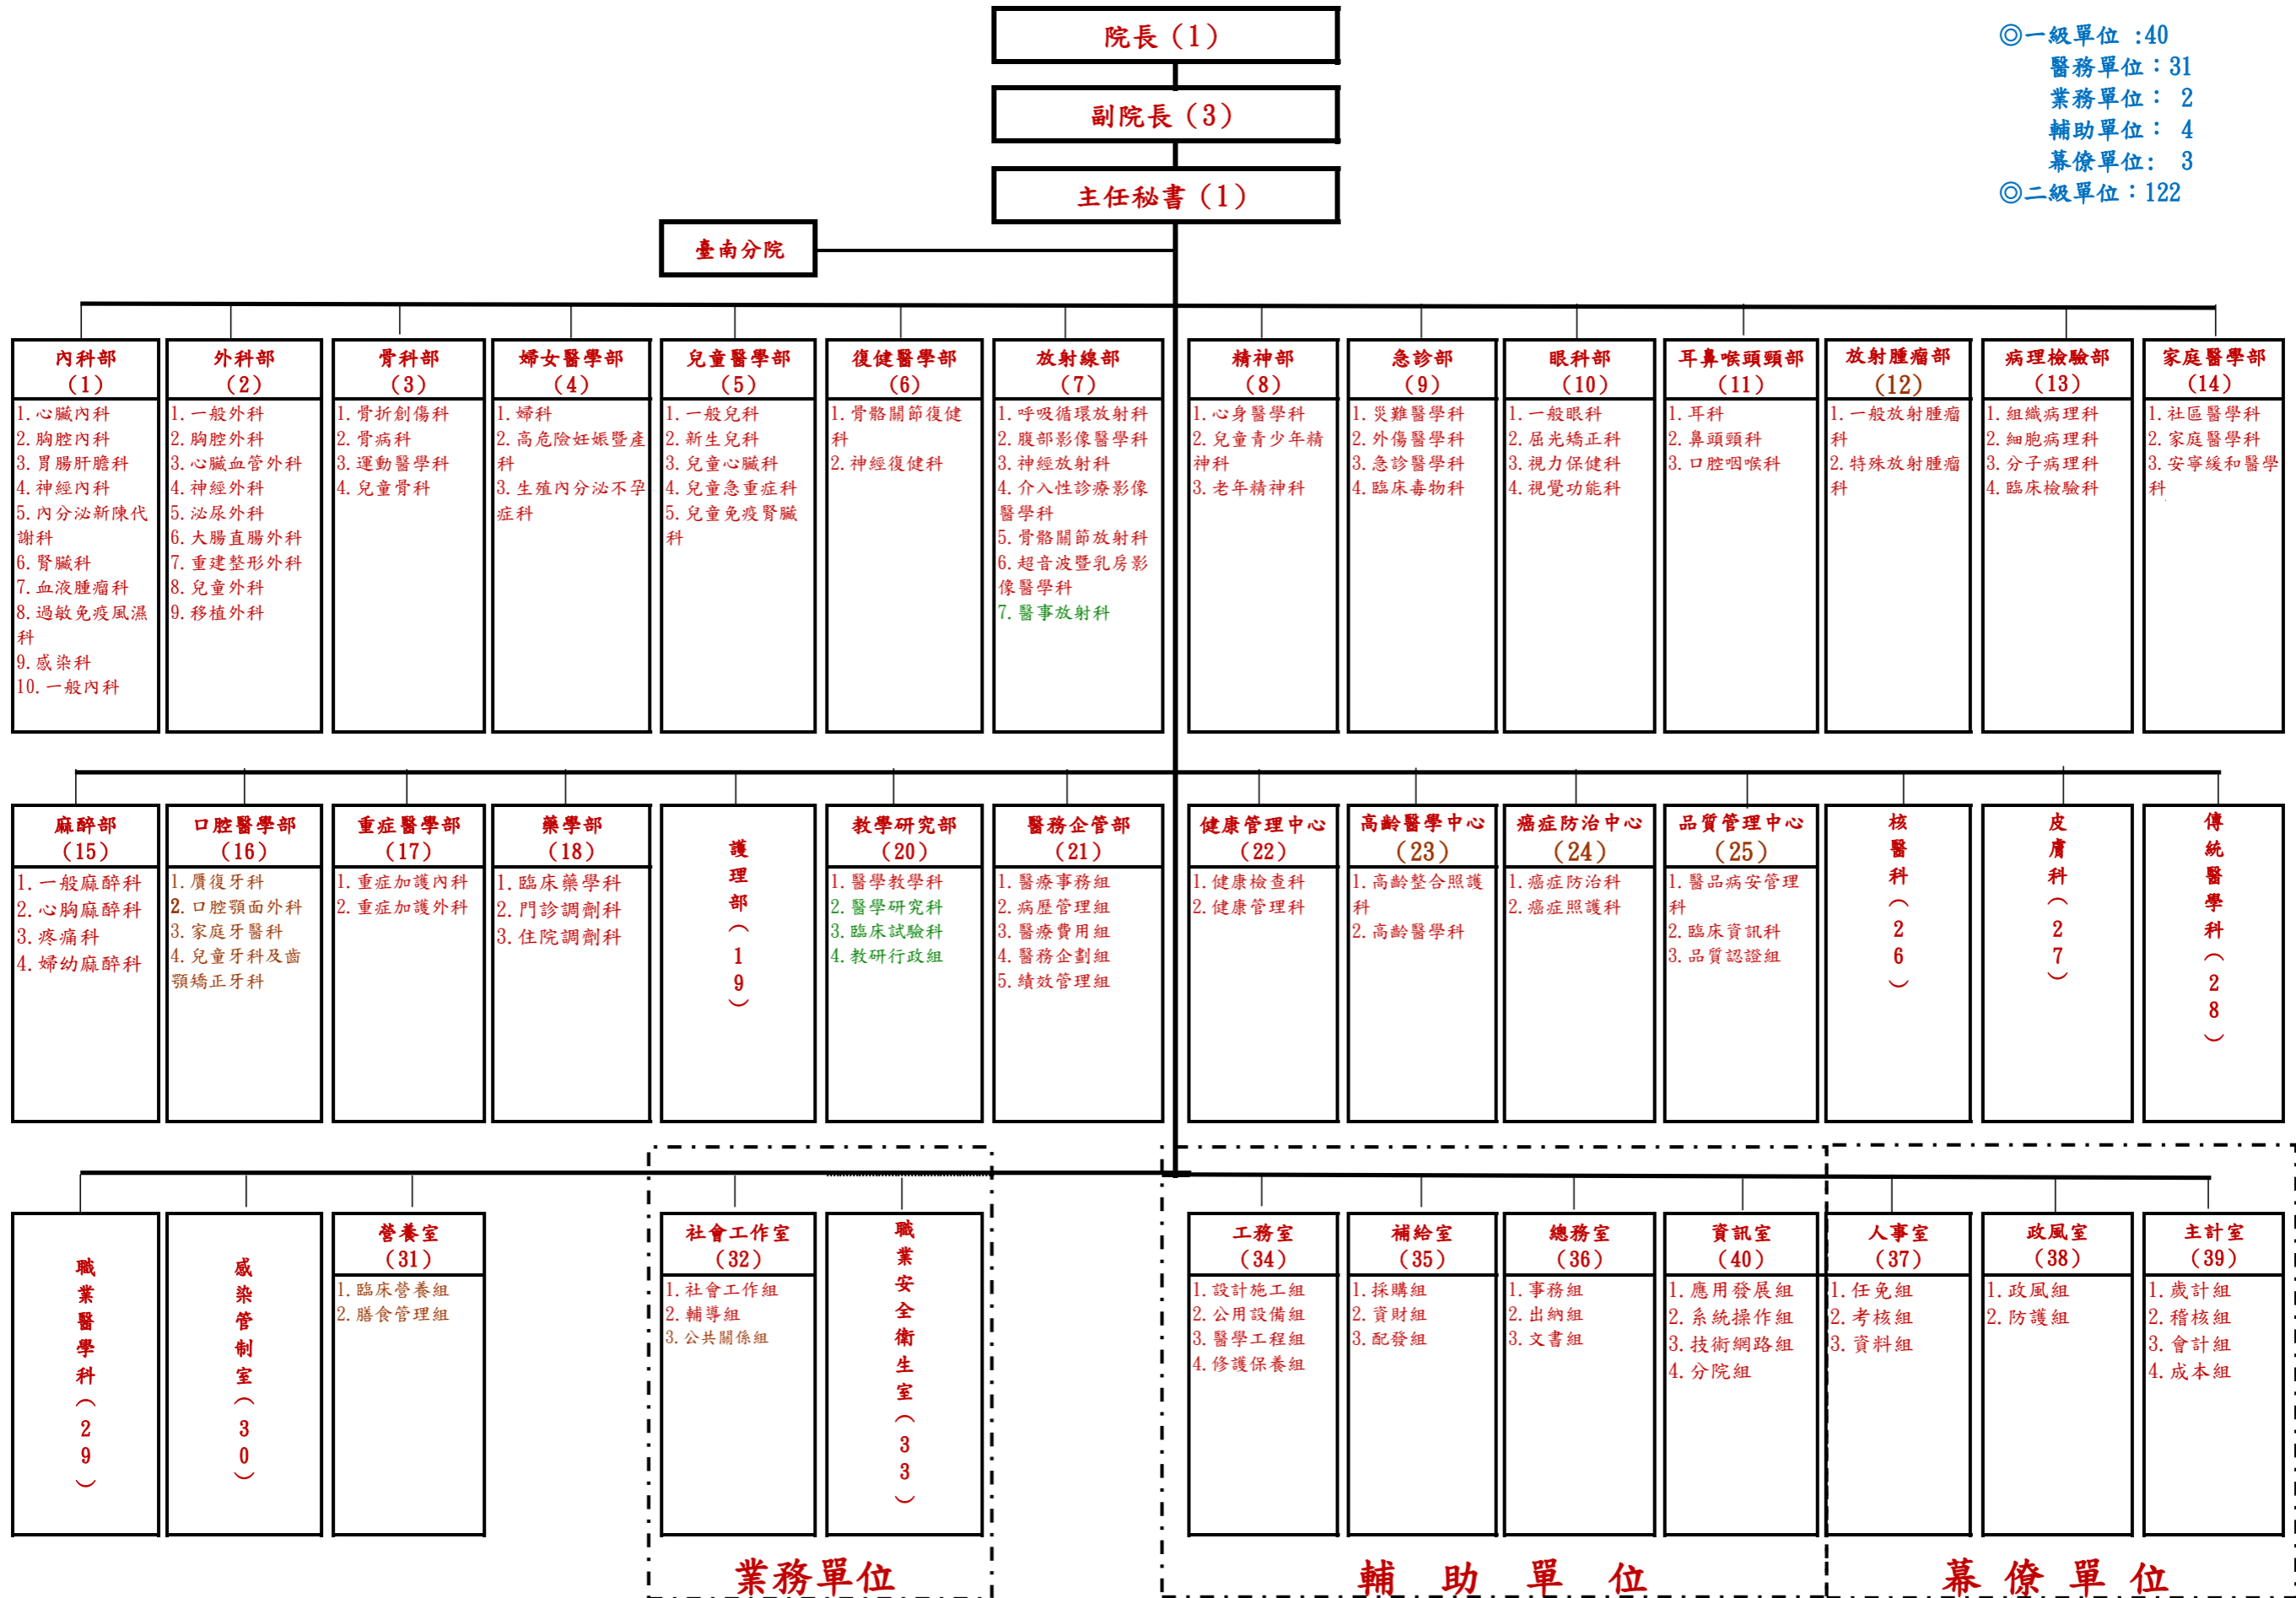 院長（1）
副院長（3）
主任秘書（1）
◎一級單位 :40
醫務單位：31
業務單位： 2
輔助單位： 4
幕僚單位: 3
◎二級單位：122
臺南分院
內科部
（1）
1.心臟內科
2.胸腔內科
3.胃腸肝膽科
4.神經內科
5.內分泌新陳代
謝科
6.腎臟科
7.血液腫瘤科
8.過敏免疫風濕
科
9.感染科
10.一般內科
外科部
（2）
1.一般外科
2.胸腔外科
3.心臟血管外科
4.神經外科
5.泌尿外科
6.大腸直腸外科
7.重建整形外科
8.兒童外科
9.移植外科
骨科部
（3）
1.骨折創傷科
2.骨病科
3.運動醫學科
4.兒童骨科
婦女醫學部
（4）
1.婦科
2.高危險妊娠暨產
科
3.生殖內分泌不孕
症科
兒童醫學部
（5）
1.一般兒科
2.新生兒科
3.兒童心臟科
4.兒童急重症科
5.兒童免疫腎臟
科
復健醫學部
（6）
1.骨骼關節復健
科
2.神經復健科
放射線部
（7）
1.呼吸循環放射科
2.腹部影像醫學科
3.神經放射科
4.介入性診療影像
醫學科
5.骨骼關節放射科
6.超音波暨乳房影
像醫學科
7.醫事放射科
精神部
（8）
1.心身醫學科
2.兒童青少年精
神科
3.老年精神科
急診部
（9）
1.災難醫學科
2.外傷醫學科
3.急診醫學科
4.臨床毒物科
眼科部
（10）
1.一般眼科
2.屈光矯正科
3.視力保健科
4.視覺功能科
耳鼻喉頭頸部
（11）
1.耳科
2.鼻頭頸科
3.口腔咽喉科
放射腫瘤部
（12）
1.一般放射腫瘤
科
2.特殊放射腫瘤
科
病理檢驗部
（13）
1.組織病理科
2.細胞病理科
3.分子病理科
4.臨床檢驗科
家庭醫學部
（14）
1.社區醫學科
2.家庭醫學科
3.安寧緩和醫學
科
麻醉部
（15）
1.一般麻醉科
2.心胸麻醉科
3.疼痛科
4.婦幼麻醉科
口腔醫學部
（16）
1.贋復牙科
2.口腔顎面外科
3.家庭牙醫科
4.兒童牙科及齒
顎矯正牙科
重症醫學部
（17）
1.重症加護內科
2.重症加護外科
藥學部
（18）
1.臨床藥學科
2.門診調劑科
3.住院調劑科
護理部（19）
教學研究部
（20）
1.醫學教學科
2.醫學研究科
3.臨床試驗科
4.教研行政組
醫務企管部
（21）
1.醫療事務組
2.病歷管理組
3.醫療費用組
4.醫務企劃組
5.績效管理組
健康管理中心
（22）
1.健康檢查科
2.健康管理科
高齡醫學中心
（23）
1.高齡整合照護
科
2.高齡醫學科
癌症防治中心
（24）
1.癌症防治科
2.癌症照護科
品質管理中心
（25）
1.醫品病安管理
科
2.臨床資訊科
3.品質認證組
核醫科（26）
皮膚科（27）
傳統醫學科（28）
職業醫學科（29）
感染管制室（30）
營養室
（31）
1.臨床營養組
2.膳食管理組
社會工作室
（32）
1.社會工作組
2.輔導組
3.公共關係組
職業安全衛生室（33）
工務室
（34）
1.設計施工組
2.公用設備組
3.醫學工程組
4.修護保養組
補給室
（35）
1.採購組
2.資財組
3.配發組
總務室
（36）
1.事務組
2.出納組
3.文書組
資訊室
（40）
1.應用發展組
2.系統操作組
3.技術網路組
4.分院組
人事室
（37）
1.任免組
2.考核組
3.資料組
政風室
（38）
1.政風組
2.防護組
主計室
（39）
1.歲計組
2.稽核組
3.會計組
4.成本組
業務單位
輔助單位
幕僚單位